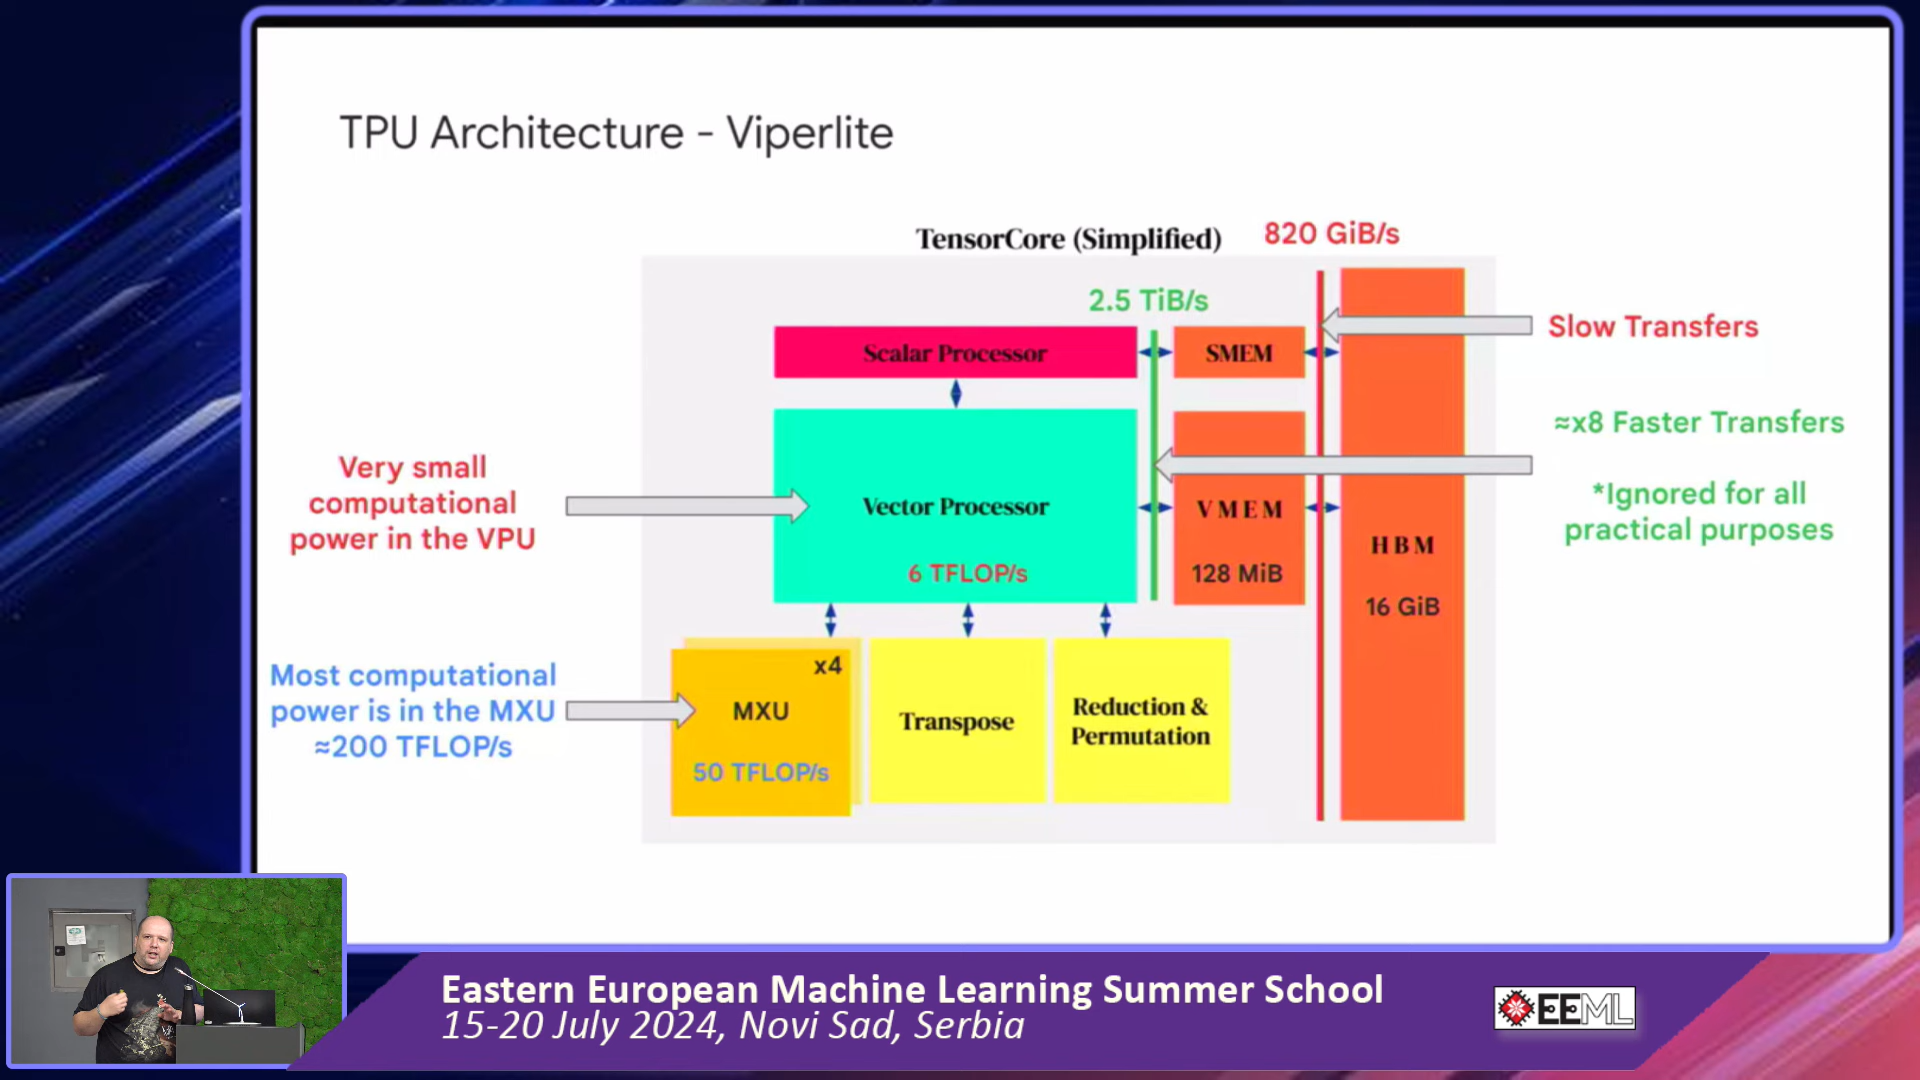 TPU Architecture - Viperlite
TensorCore (Simplified)
820 GiB/s
2.5 TiB/s
Scalar Processor
SMEM
Slow Transfers
≈x8 Faster Transfers
*Ignored for all
practical purposes
Very small
computational
power in the VPU
Vector Processor
6 TFLOP/s
V M E M
128 MiB
H B M
16 GiB
Most computational
power is in the MXU
≈200 TFLOP/s
x4
MXU
50 TFLOP/s
Transpose
Reduction &
Permutation
Eastern European Machine Learning Summer School
15-20 July 2024, Novi Sad, Serbia
EEML